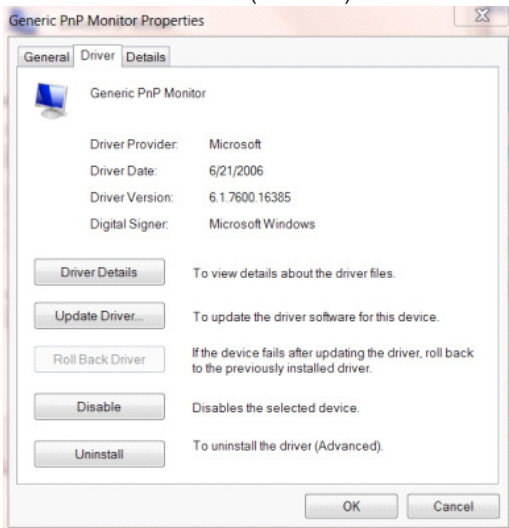 Generic PnP Monitor Properties
General Driver Details
Generic PnP Monitor
Driver Provider: Microsoft
Driver Date: 6/21/2006
Driver Version: 6.1.7600.16385
Digital Signer: Microsoft Windows
Driver Details To view details about the driver files.
Update Driver... To update the driver software for this device.
Roll Back Driver If the device fails after updating the driver, roll back
to the previously installed driver.
Disable Disables the selected device.
Uninstall To uninstall the driver (Advanced).
OK Cancel